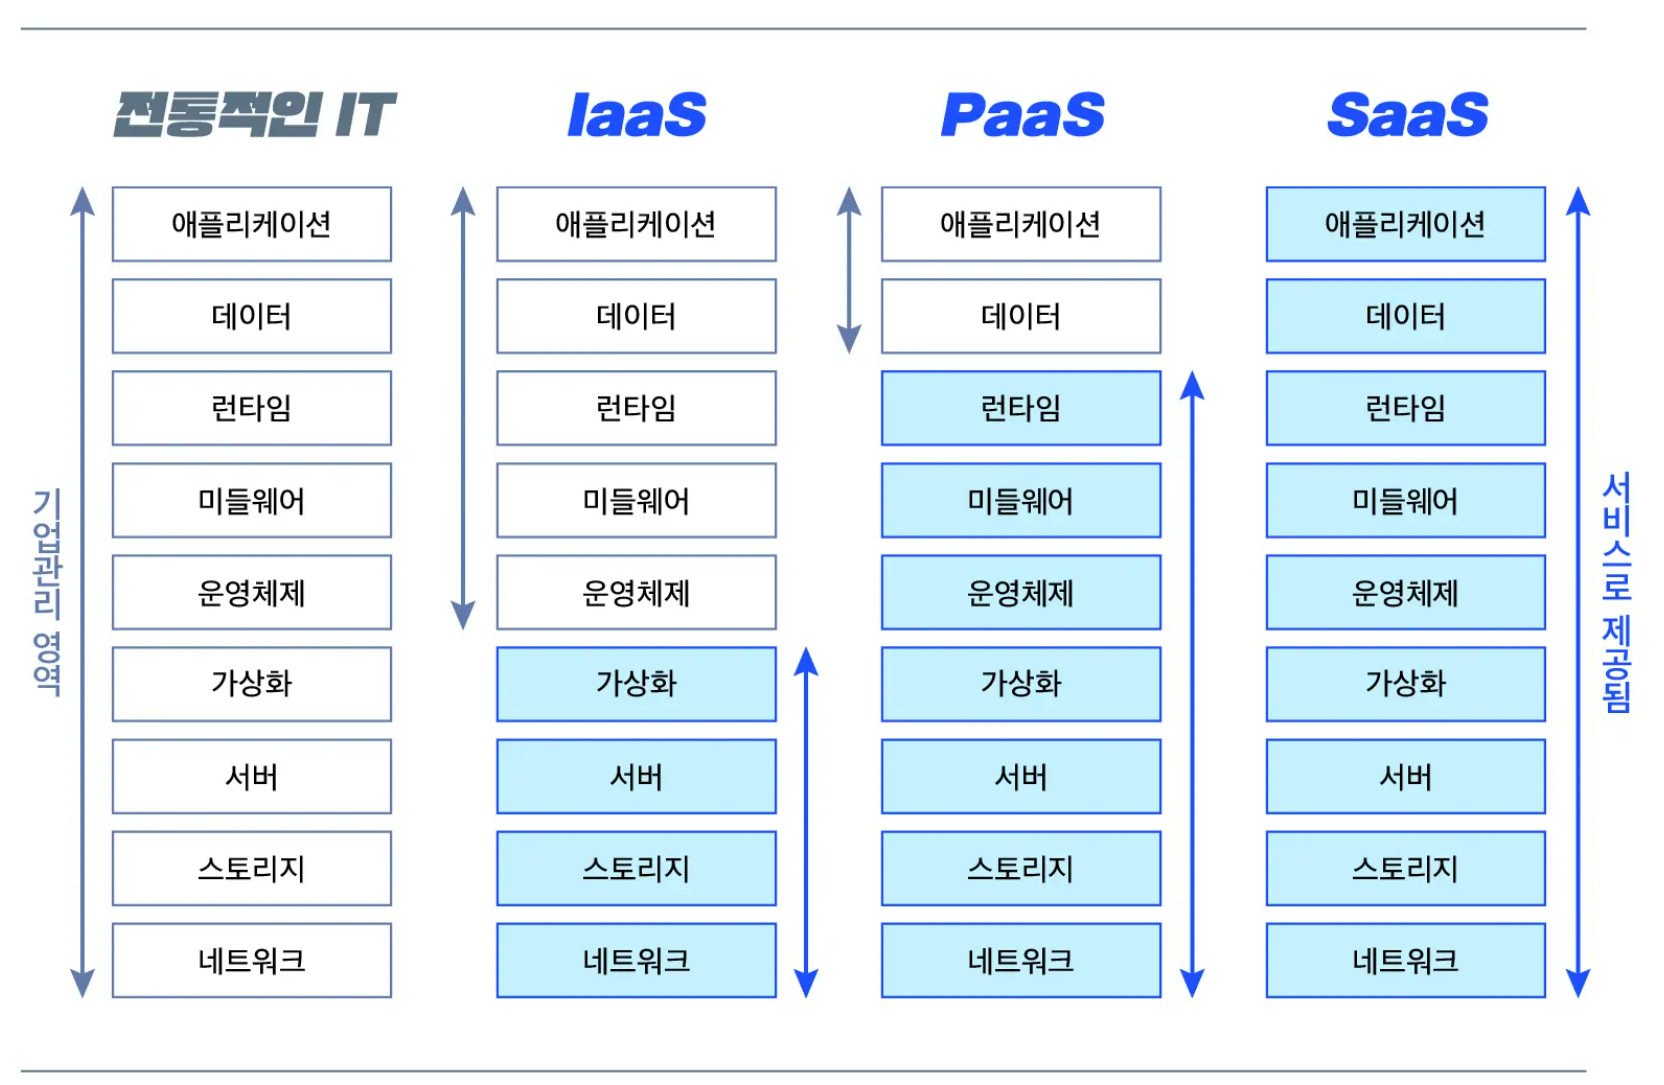 전통적인 IT
IaaS
PaaS
SaaS
기업관리 영역
애플리케이션
데이터
런타임
미들웨어
운영체제
가상화
서버
스토리지
네트워크
애플리케이션
데이터
런타임
미들웨어
운영체제
가상화
서버
스토리지
네트워크
애플리케이션
데이터
런타임
미들웨어
운영체제
가상화
서버
스토리지
네트워크
애플리케이션
데이터
런타임
미들웨어
운영체제
가상화
서버
스토리지
네트워크
서비스로 제공됨